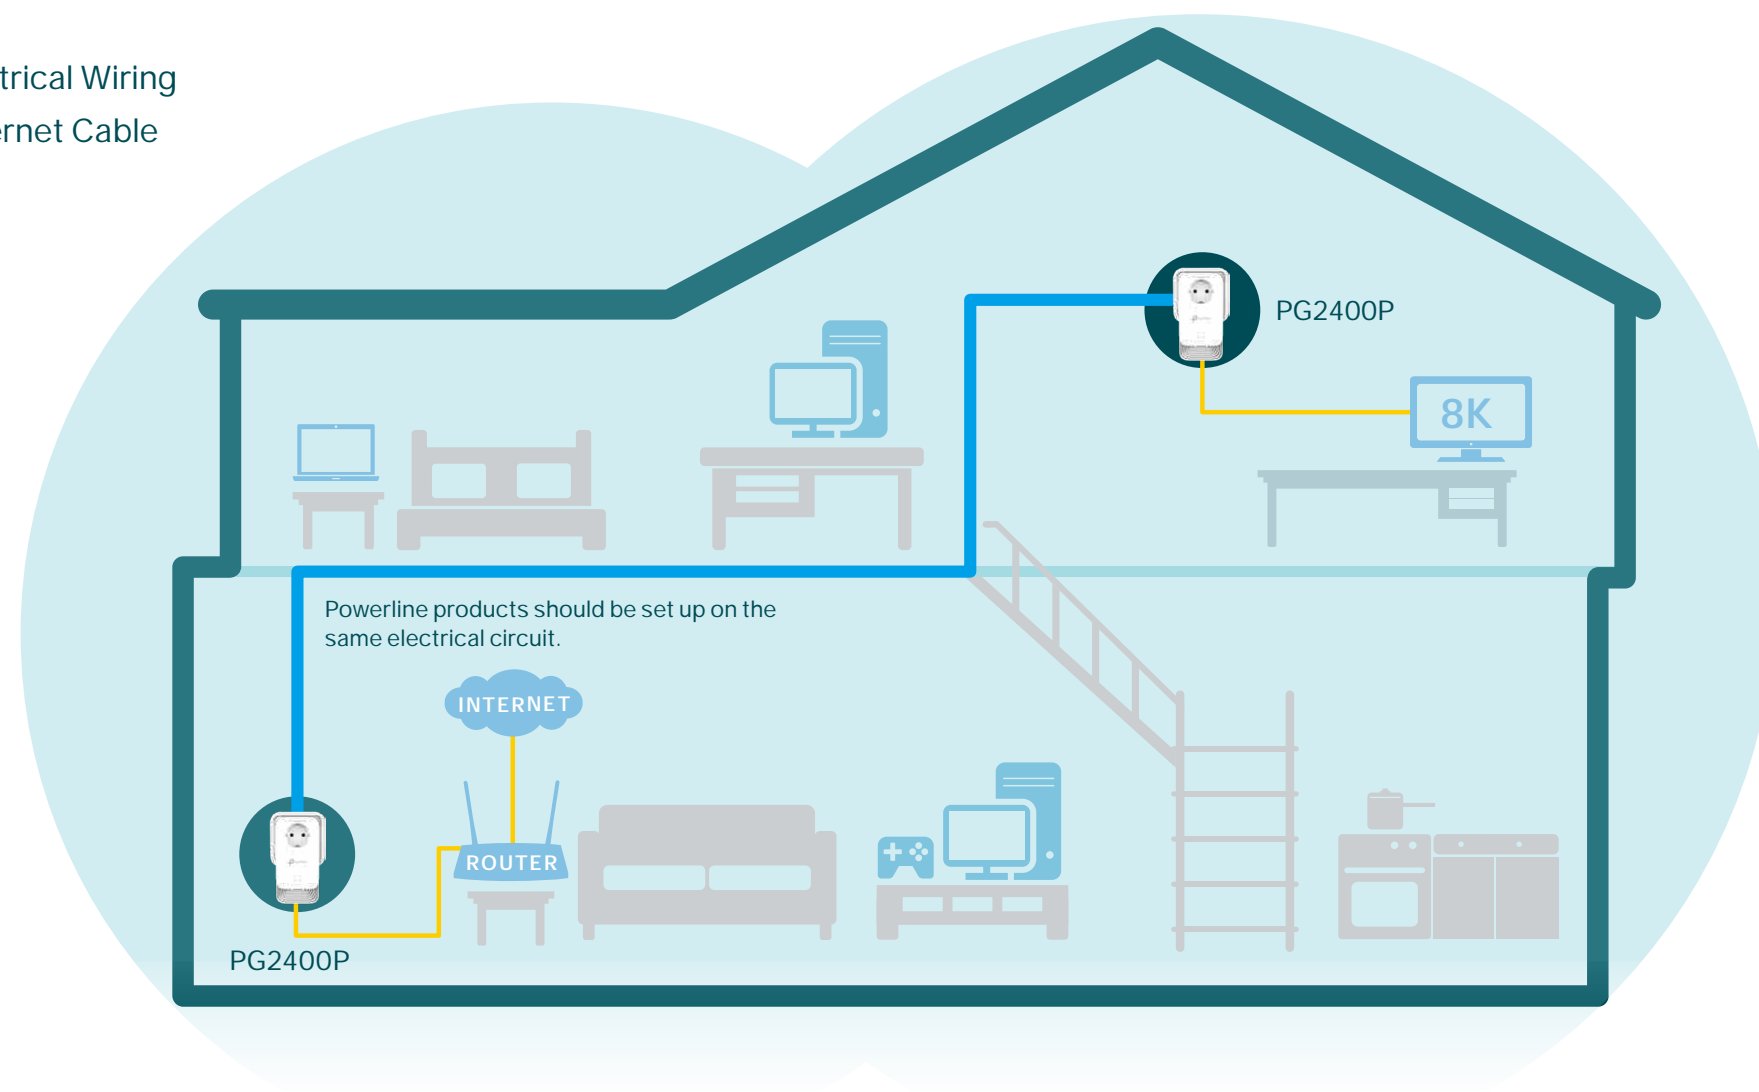 trical Wiring
ernet Cable
PG2400P
8K
Powerline products should be set up on the
same electrical circuit.
INTERNET
ROUTER
PG2400P